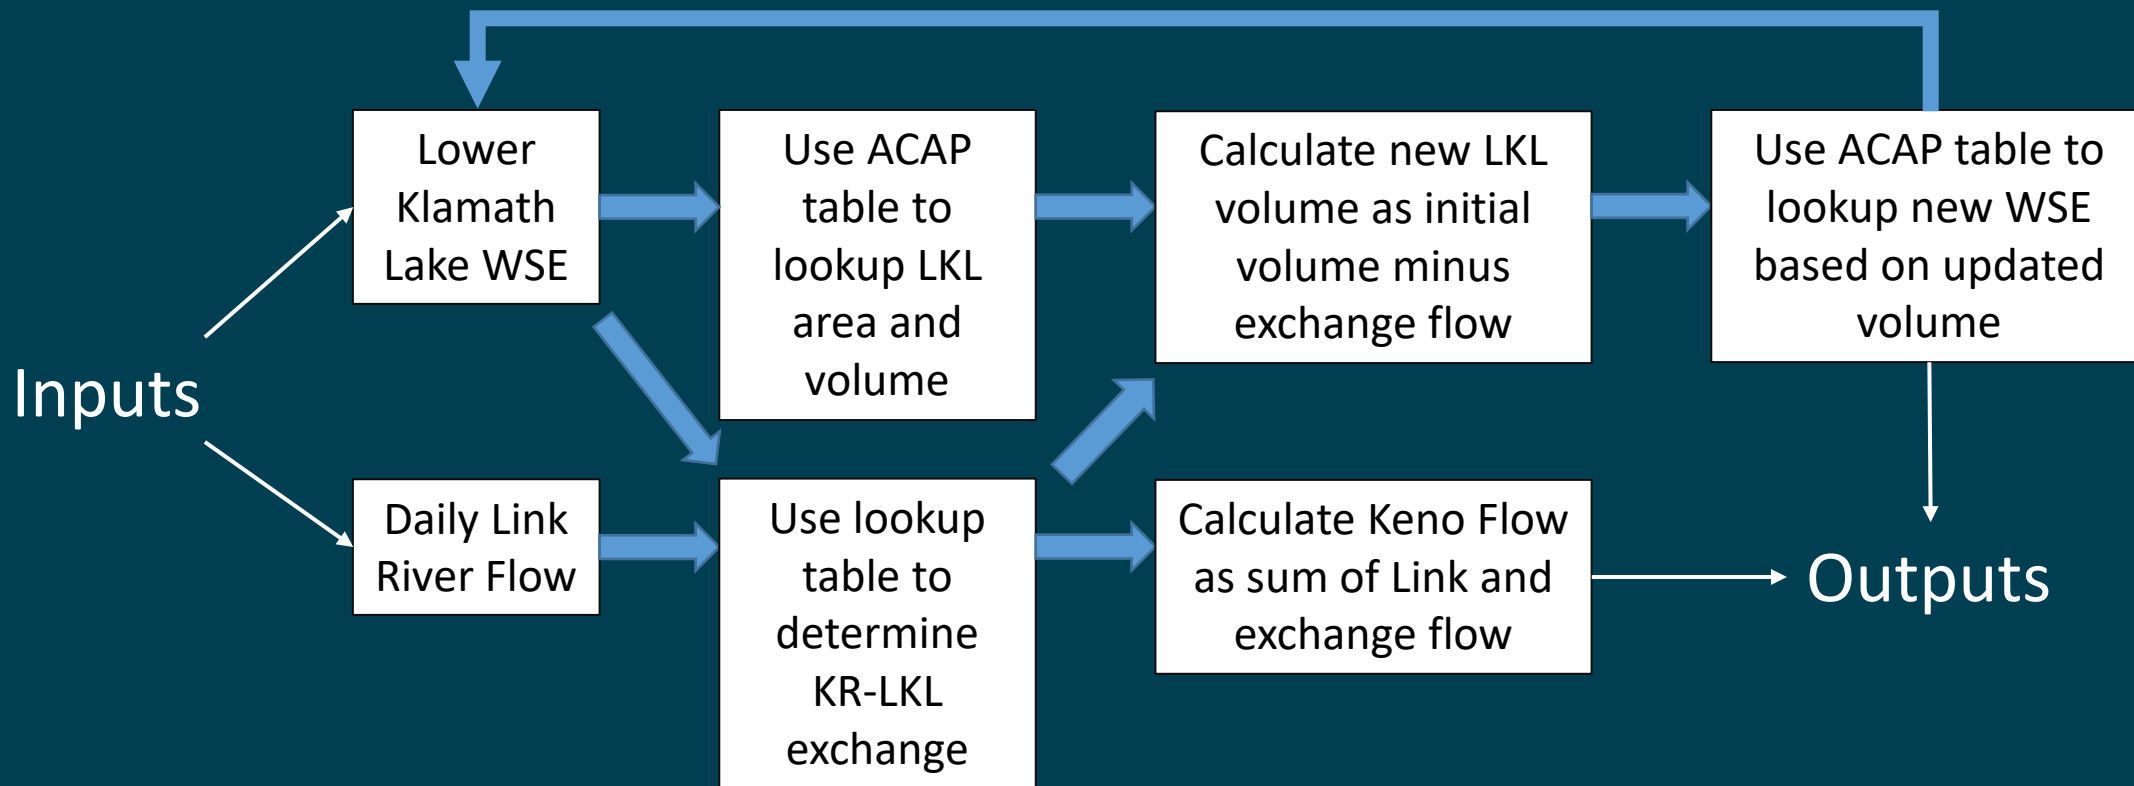 Inputs
Lower
Klamath
Lake WSE
Use ACAP
table to
lookup LKL
area and
volume
Calculate new LKL
volume as initial
volume minus
exchange flow
Use ACAP table to
lookup new WSE
based on updated
volume
Daily Link
River Flow
Use lookup
table to
determine
KR-LKL
exchange
Calculate Keno Flow
as sum of Link and
exchange flow
Outputs